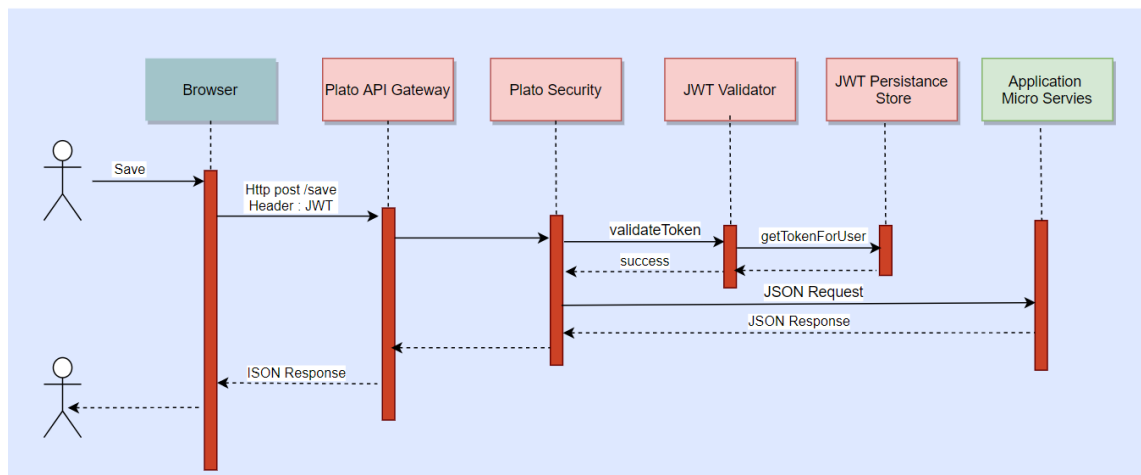 Browser
Plato API Gateway
Plato Security
JWT Validator
JWT Persistance
Store
Application
Micro Servies
Save
Http post /save
Header : JWT
validateToken
getTokenForUser
success
JSON Request
JSON Response
ISON Response